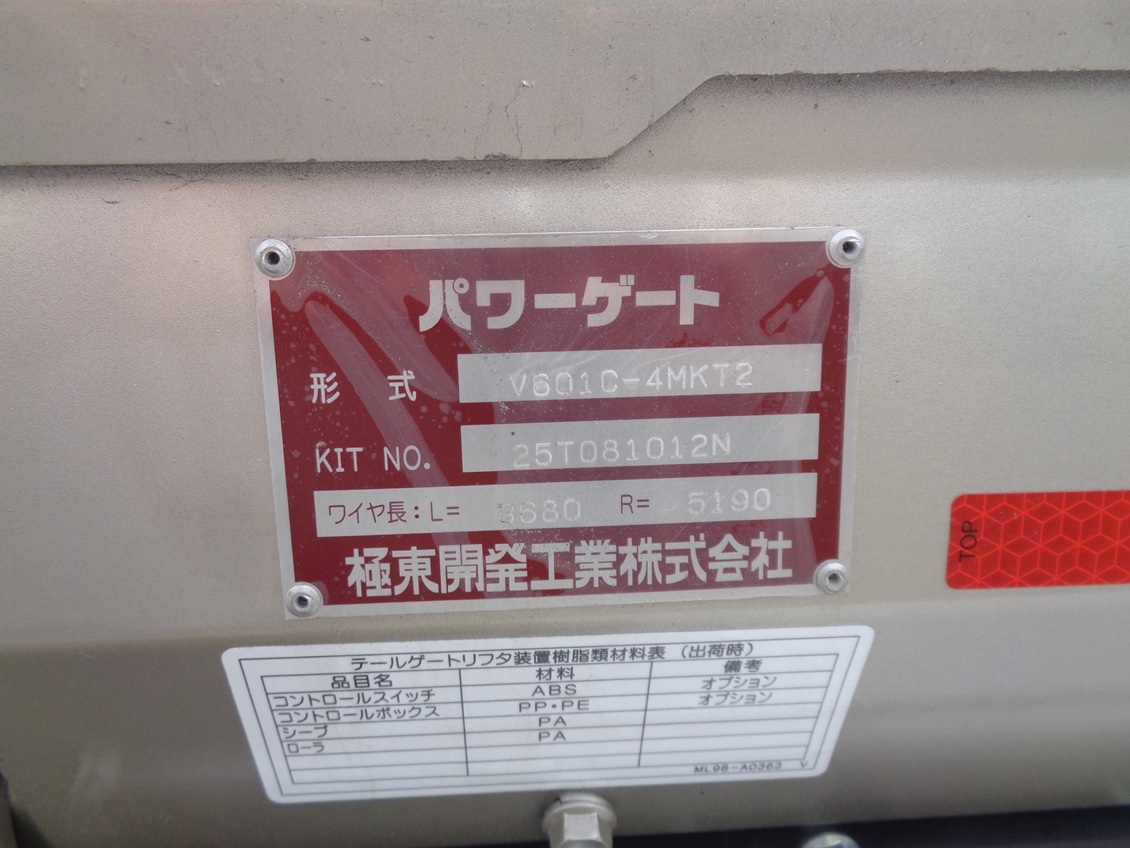 パワーゲート
形 式 V601C-4MKT2
KIT NO. 25T081012N
ワイヤ長：L= 3680 R= 5190
極東開発工業株式会社
TOP
テールゲートリフタ装置樹脂類材料表（出荷時）
品目名 材料 備考
コントロールスイッチ ABS オプション
コントロールボックス PP・PE オプション
シーブ PA
ローラ PA
ML98-A0363 V